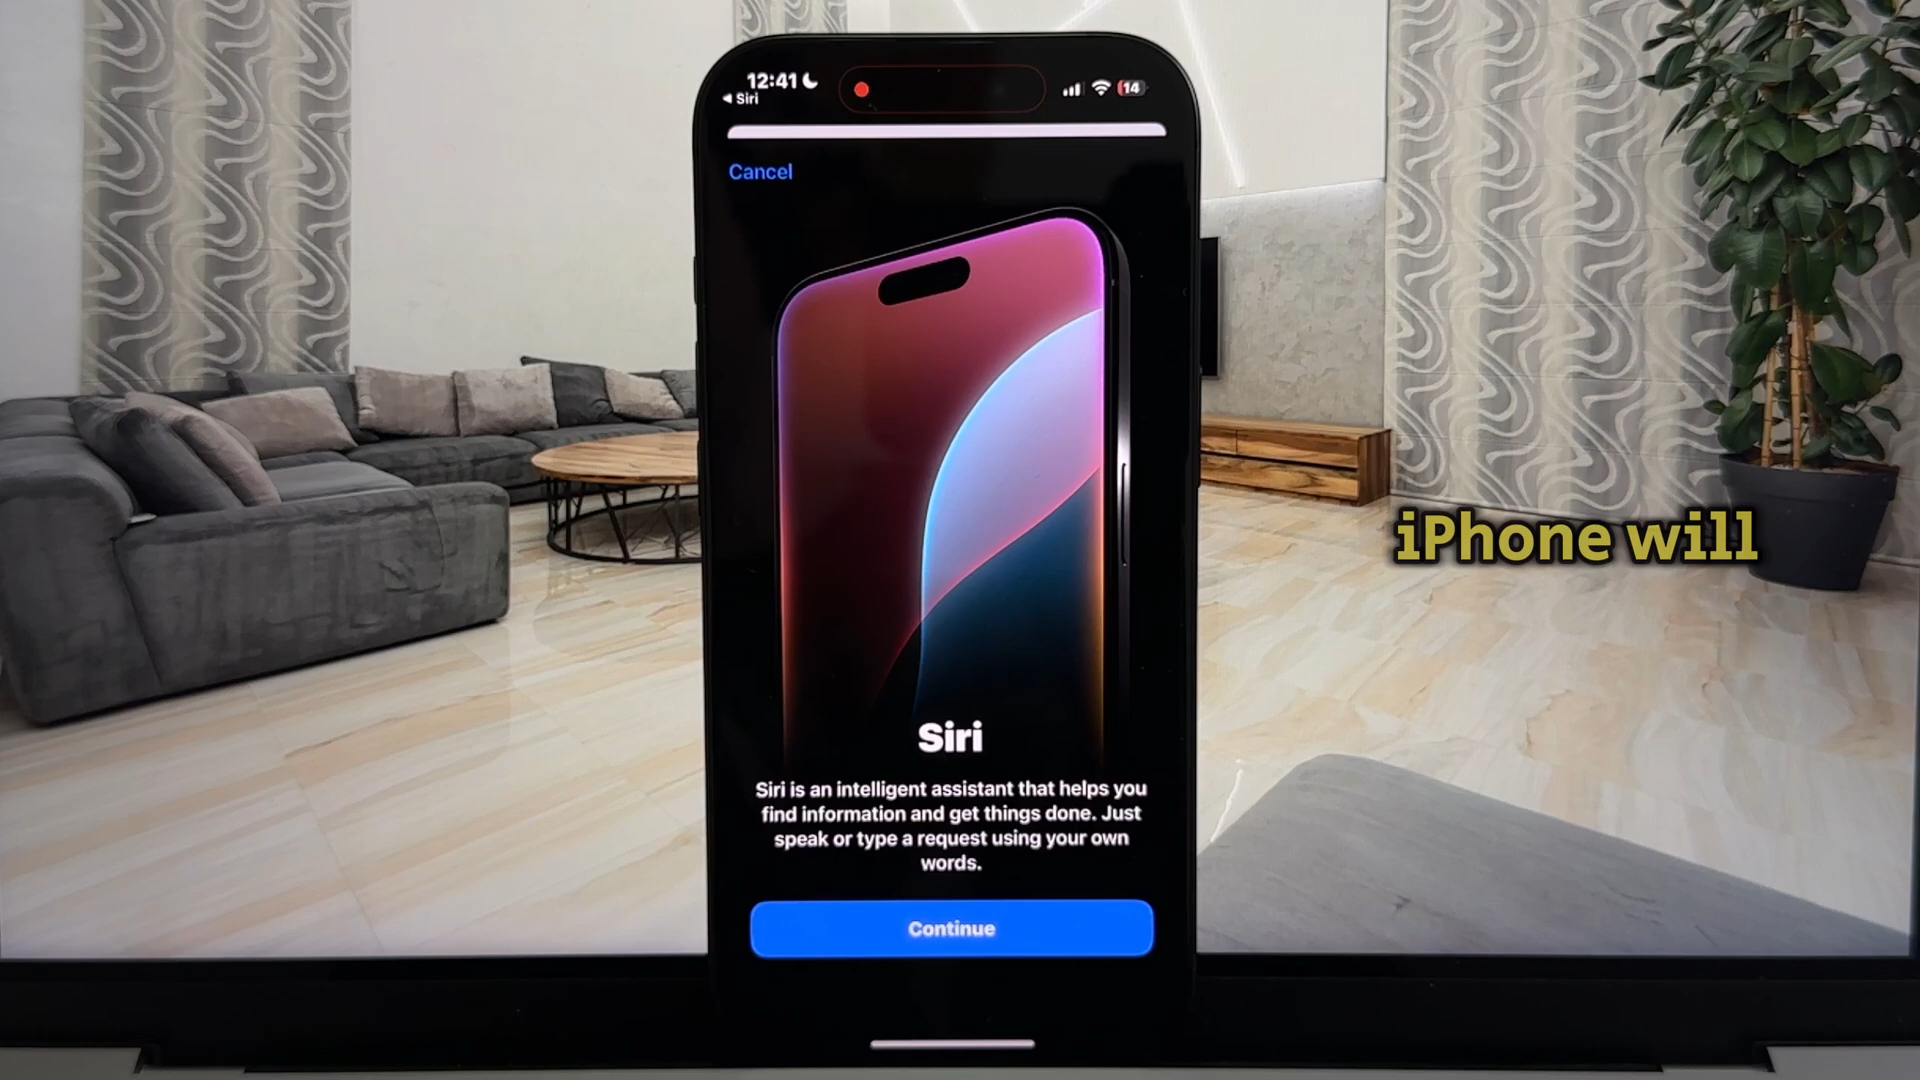 12:41
◀ Siri
14
Cancel
Siri
Siri is an intelligent assistant that helps you
find information and get things done. Just
speak or type a request using your own
words.
Continue
iPhone will